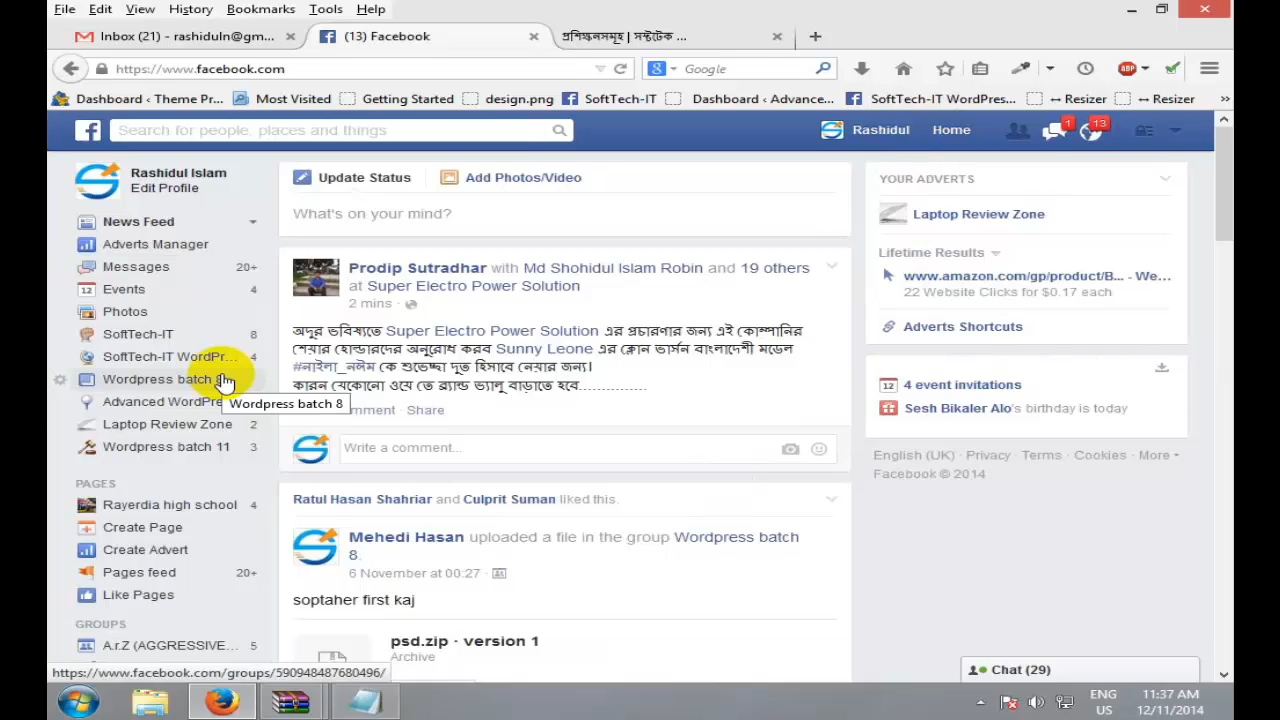 File Edit View History Bookmarks Tools Help
Inbox (21) - rashiduln@gm...
(13) Facebook
প্রশিক্ষনসমূহ | সফটটেক ...
https://www.facebook.com
Google
Dashboard ‹ Theme Pr...
Most Visited
Getting Started
design.png
SoftTech-IT
Dashboard ‹ Advance...
SoftTech-IT WordPres...
↔ Resizer
↔ Resizer
»
Search for people, places and things
Rashidul
Home
1
13
Rashidul Islam
Edit Profile
News Feed
Adverts Manager
Messages 20+
Events 4
Photos
SoftTech-IT 8
SoftTech-IT WordPr... 4
Wordpress batch
Advanced WordPre
Wordpress batch 8
Laptop Review Zone 2
Wordpress batch 11 3
PAGES
Rayerdia high school 4
Create Page
Create Advert
Pages feed 20+
Like Pages
GROUPS
A.r.Z (AGGRESSIVE... 5
https://www.facebook.com/groups/590948487680496/
Update Status
Add Photos/Video
What's on your mind?
Prodip Sutradhar with Md Shohidul Islam Robin and 19 others
at Super Electro Power Solution
2 mins ·
অদূর ভবিষ্যতে Super Electro Power Solution এর প্রচারণার জন্য এই কোম্পানির
শেয়ার হোল্ডারদের অনুরোধ করব Sunny Leone এর ক্লোন ভার্সন বাংলাদেশী মডেল
#নাইলা_নঈম কে শুভেচ্ছা দূত হিসাবে নেয়ার জন্য।
কারন যেকোনো ওয়ে তে ব্র্যান্ড ভ্যালু বাড়াতে হবে................
mment · Share
Write a comment...
Ratul Hasan Shahriar and Culprit Suman liked this.
Mehedi Hasan uploaded a file in the group Wordpress batch
8.
6 November at 00:27 ·
soptaher first kaj
psd.zip · version 1
Archive
YOUR ADVERTS
Laptop Review Zone
Lifetime Results
www.amazon.com/gp/product/B... - We...
22 Website Clicks for $0.17 each
Adverts Shortcuts
12 4 event invitations
Sesh Bikaler Alo's birthday is today
English (UK) · Privacy · Terms · Cookies · More
Facebook © 2014
Chat (29)
ENG
US
11:37 AM
12/11/2014